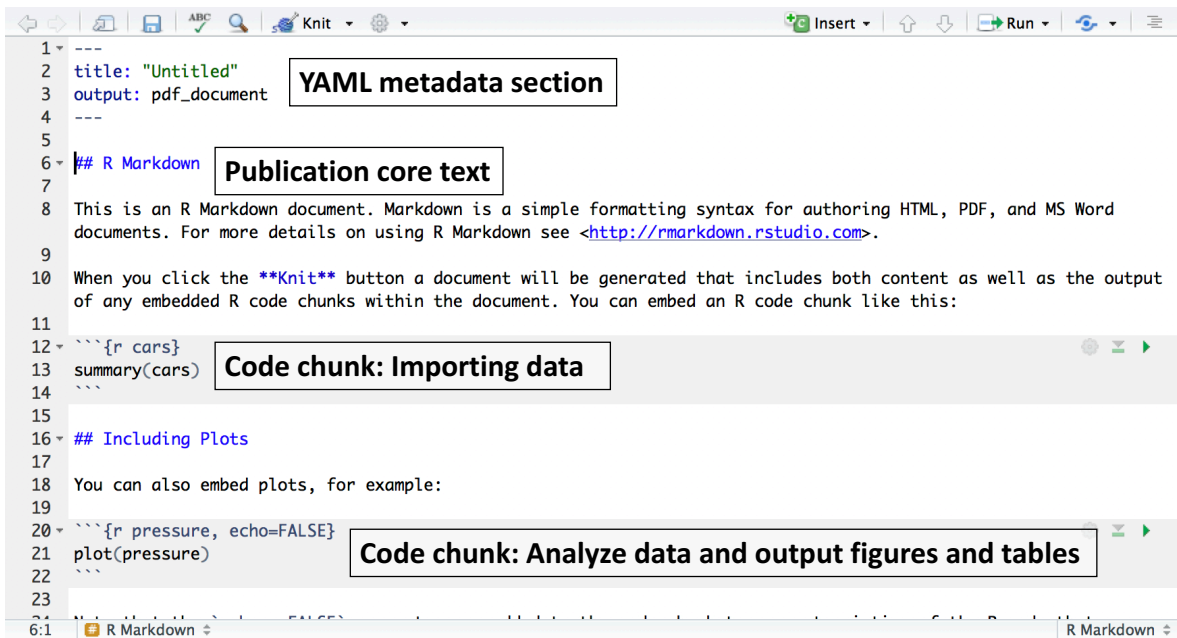 ABC Knit Insert Run
1 ---
2 title: "Untitled"
YAML metadata section
3 output: pdf_document
4 ---
5
6 ## R Markdown
Publication core text
7
8 This is an R Markdown document. Markdown is a simple formatting syntax for authoring HTML, PDF, and MS Word
documents. For more details on using R Markdown see <http://rmarkdown.rstudio.com>.
9
10 When you click the **Knit** button a document will be generated that includes both content as well as the output
of any embedded R code chunks within the document. You can embed an R code chunk like this:
11
12 ```{r cars}
13 summary(cars)
Code chunk: Importing data
14 ```
15
16 ## Including Plots
17
18 You can also embed plots, for example:
19
20 ```{r pressure, echo=FALSE}
21 plot(pressure)
Code chunk: Analyze data and output figures and tables
22 ```
23
6:1 R Markdown R Markdown